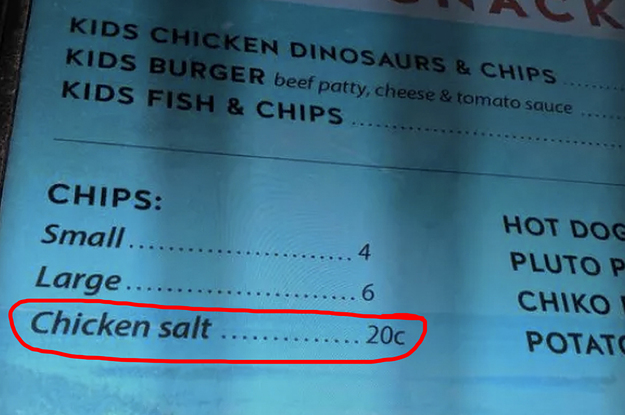 NACK
KIDS CHICKEN DINOSAURS & CHIPS ........
KIDS BURGER beef patty, cheese & tomato sauce ......
KIDS FISH & CHIPS ..............................
CHIPS:
Small ............................ 4
Large ............................. 6
Chicken salt ............. 20c
HOT DOG
PLUTO P
CHIKO
POTATO